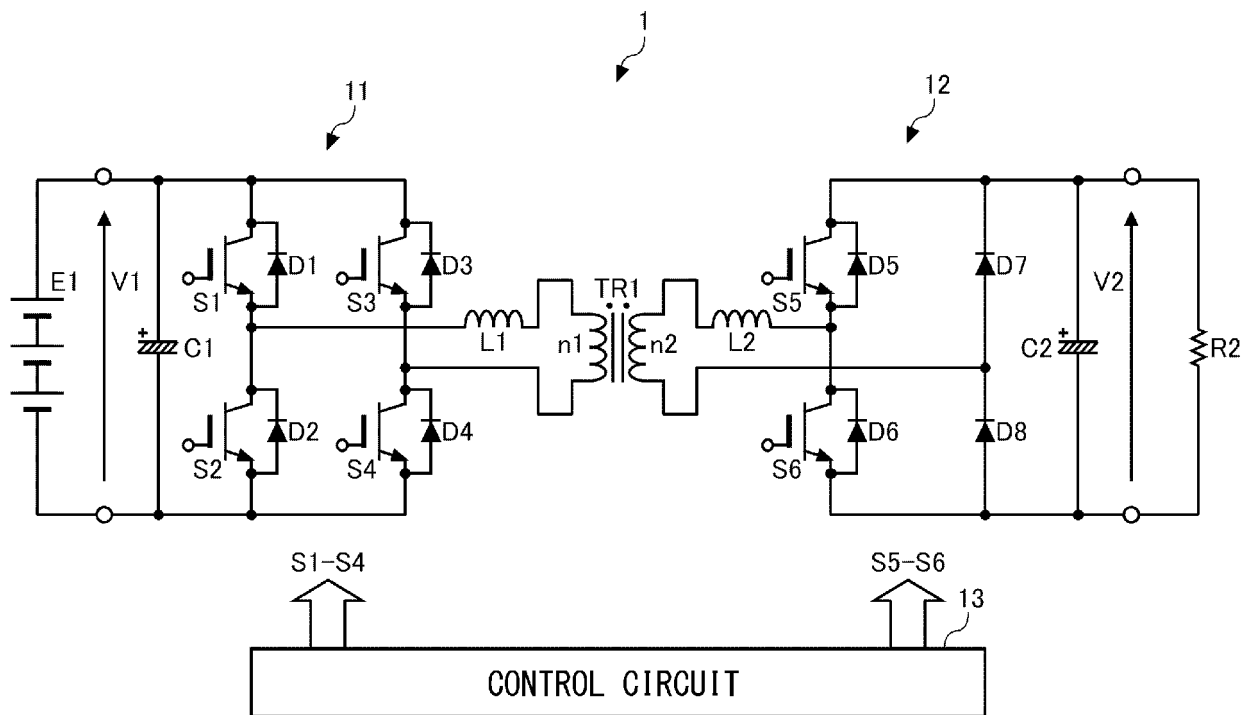 1
11
12
E1
V1
C1
S1
D1
S3
D3
S2
D2
S4
D4
L1
n1
TR1
n2
L2
S5
D5
D7
S6
D6
D8
C2
V2
R2
+
+
S1-S4
S5-S6
13
CONTROL CIRCUIT